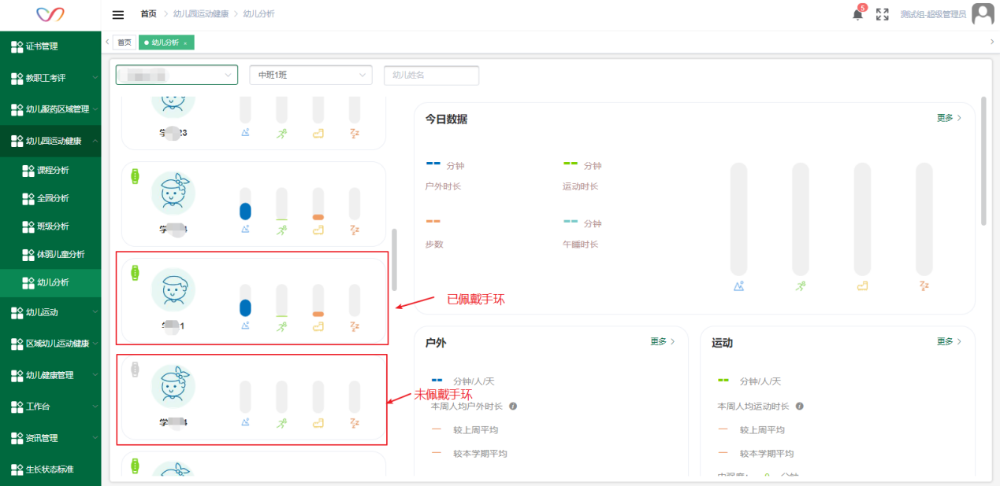 首页 > 幼儿园运动健康 > 幼儿分析
5
测试组-超级管理员
首页
幼儿分析 ×
证书管理
教职工考评
幼儿服药区域管理
幼儿园运动健康
课程分析
全园分析
班级分析
体弱儿童分析
幼儿分析
幼儿运动
区域幼儿运动健康
幼儿健康管理
工作台
资讯管理
生长状态标准
中班1班
幼儿姓名
学 23
学
学 1
学 4
已佩戴手环
未佩戴手环
今日数据
更多 >
-- 分钟
户外时长
-- 分钟
运动时长
--
步数
-- 分钟
午睡时长
户外
更多 >
-- 分钟/人/天
本周人均户外时长
— 较上周平均
— 较本学期平均
运动
更多 >
-- 分钟/人/天
本周人均运动时长
— 较上周平均
— 较本学期平均